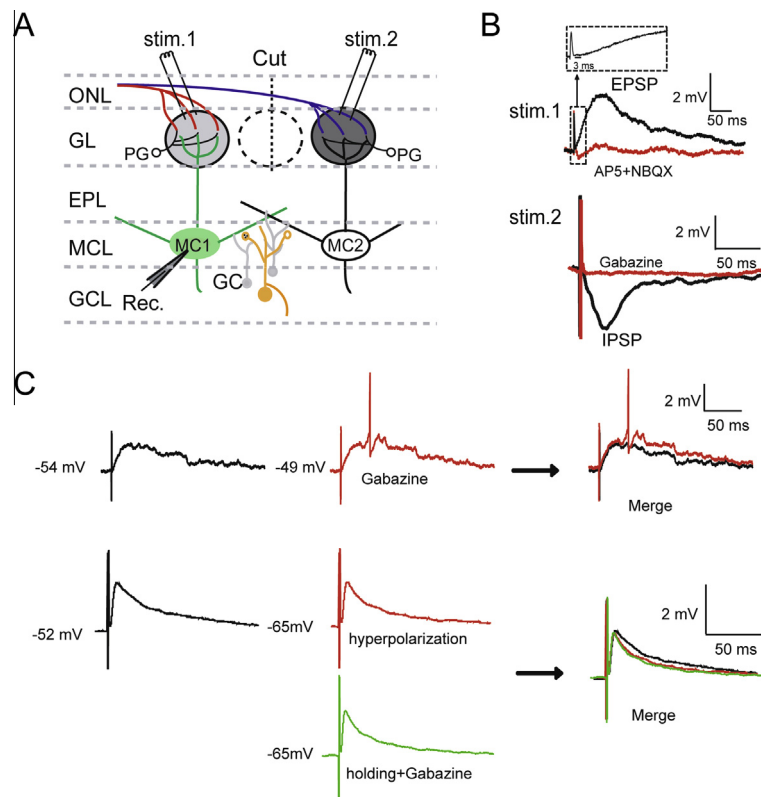 A
stim.1
stim.2
Cut
ONL
GL
PG
PG
EPL
MCL
MC1
MC2
GC
GCL
Rec.
B
3 ms
EPSP
2 mV
50 ms
stim.1
AP5+NBQX
stim.2
2 mV
50 ms
Gabazine
IPSP
C
2 mV
50 ms
-54 mV
-49 mV
Gabazine
Merge
-52 mV
-65mV
hyperpolarization
2 mV
50 ms
Merge
-65mV
holding+Gabazine